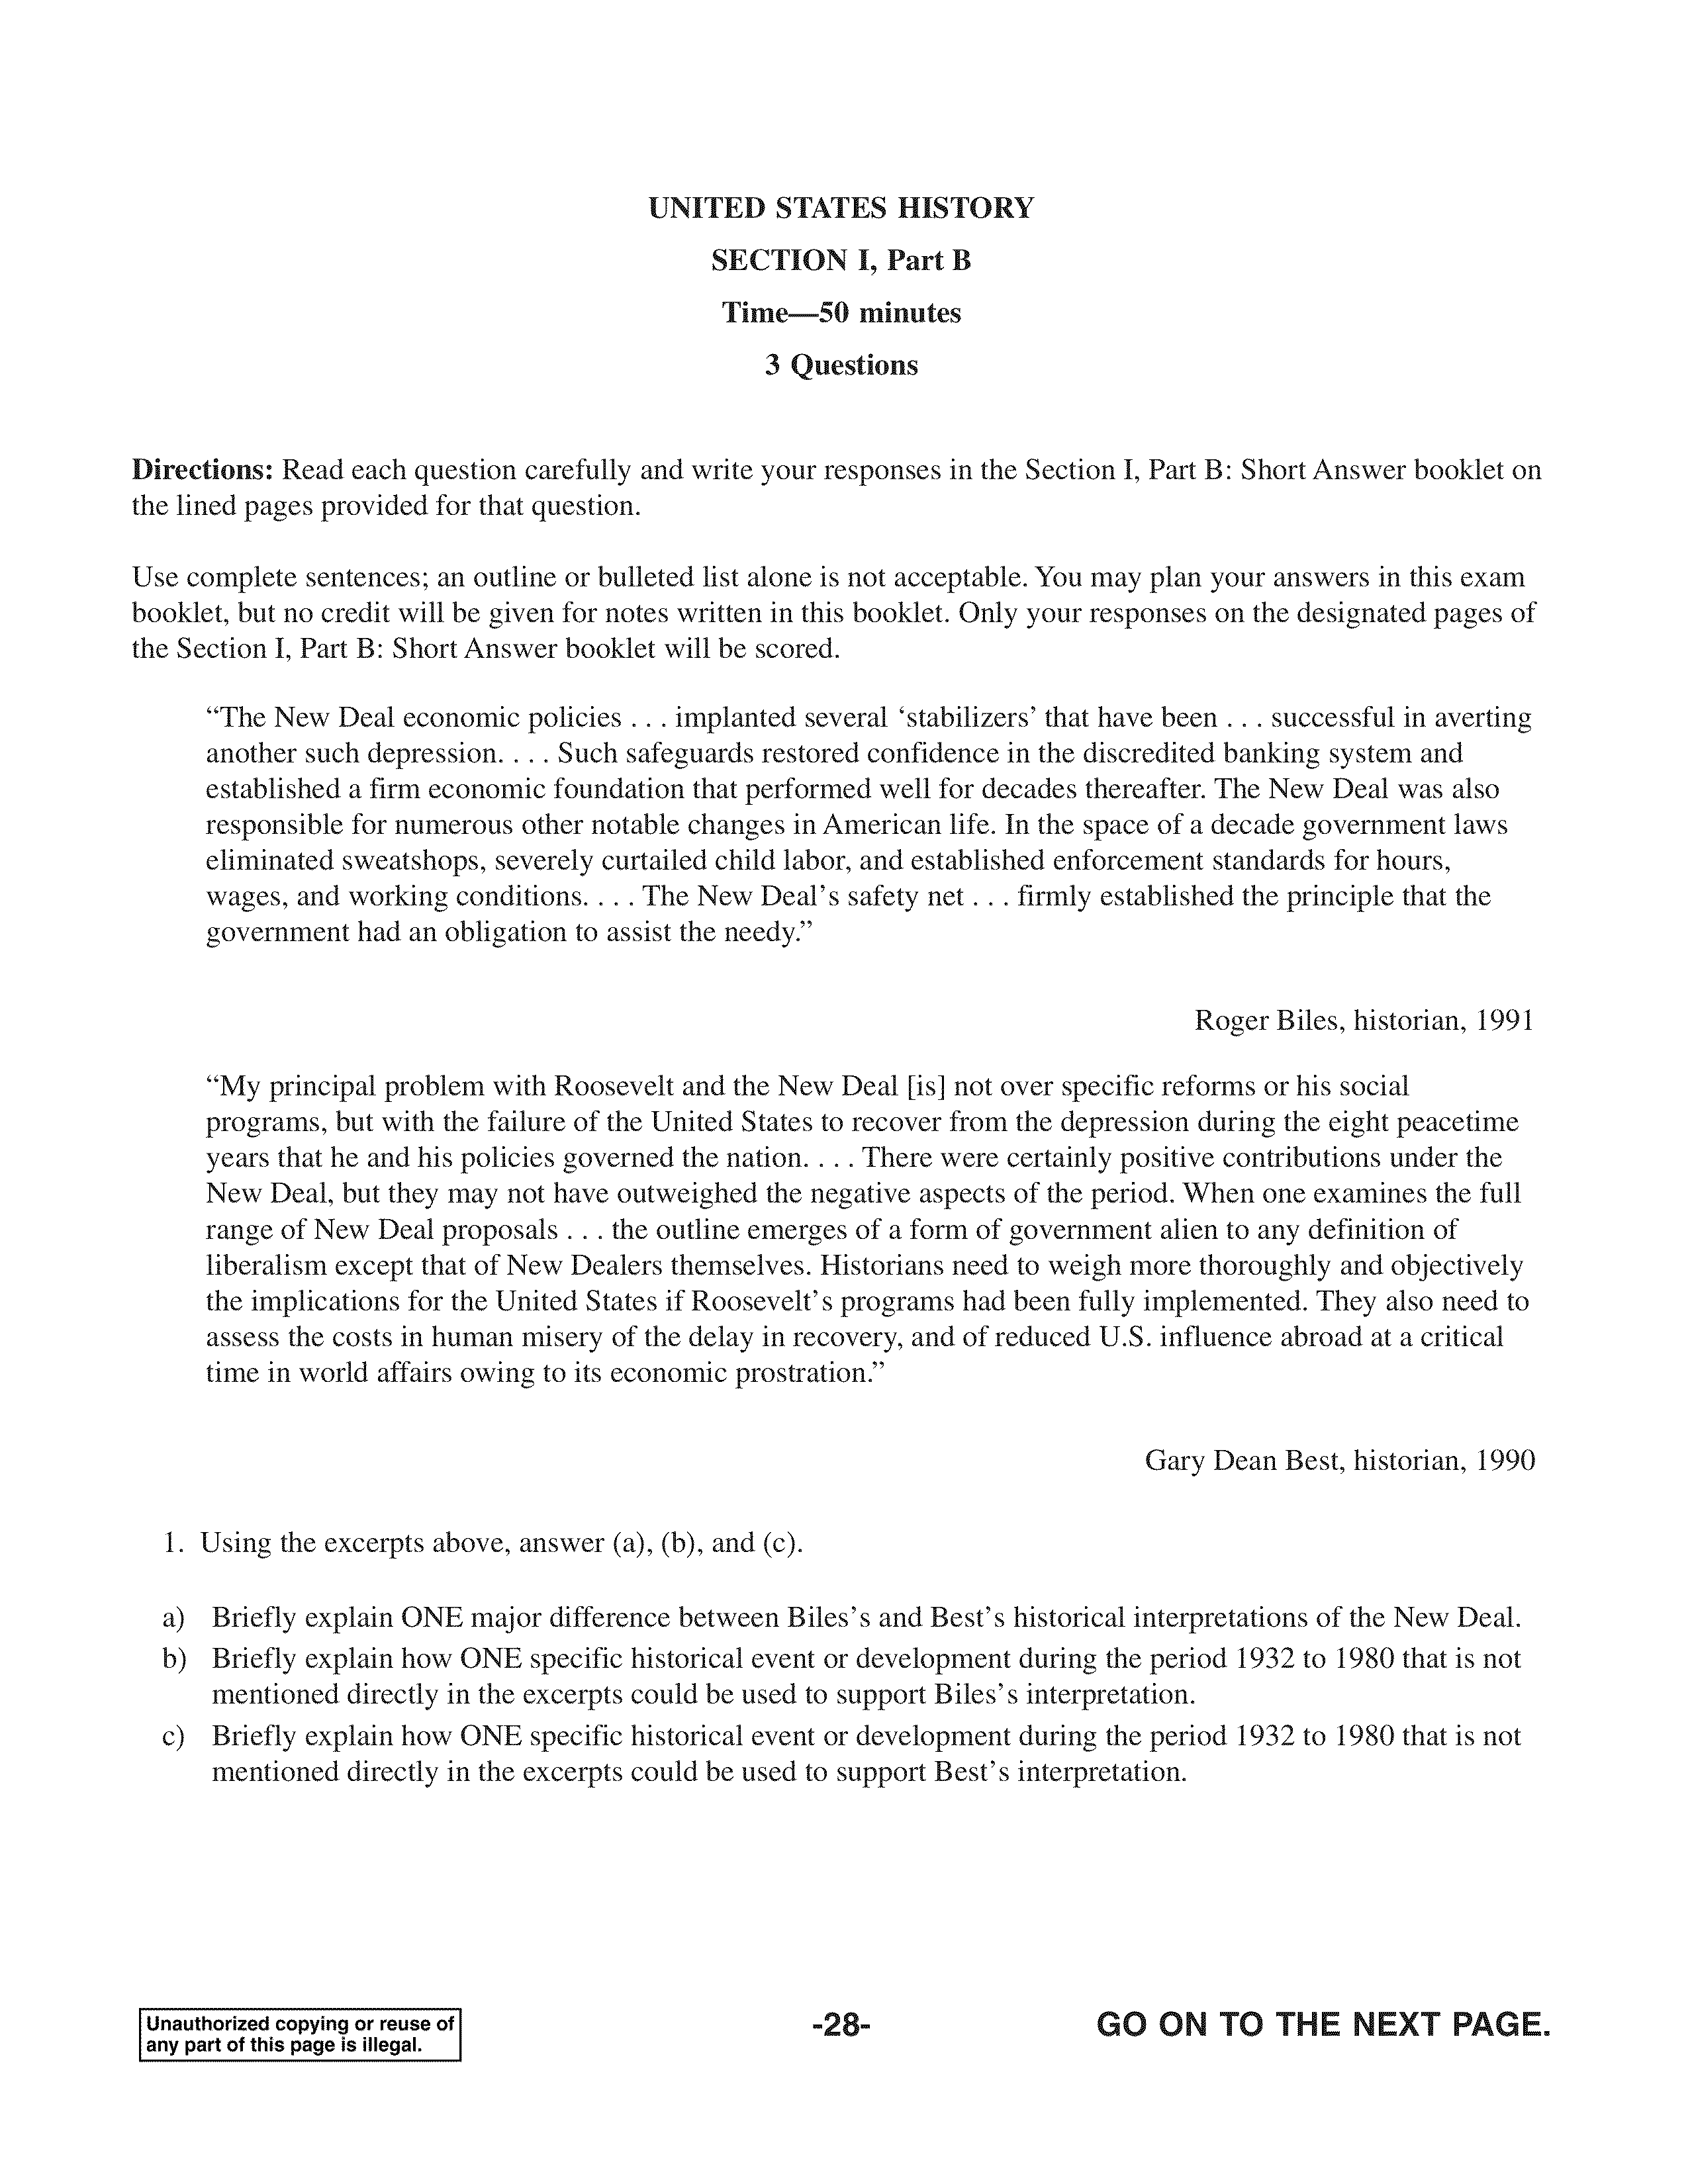 UNITED STATES HISTORY
SECTION I, Part B
Time—50 minutes
3 Questions
Directions: Read each question carefully and write your responses in the Section I, Part B: Short Answer booklet on
the lined pages provided for that question.
Use complete sentences; an outline or bulleted list alone is not acceptable. You may plan your answers in this exam
booklet, but no credit will be given for notes written in this booklet. Only your responses on the designated pages of
the Section I, Part B: Short Answer booklet will be scored.
“The New Deal economic policies . . . implanted several ‘stabilizers’ that have been . . . successful in averting
another such depression. . . . Such safeguards restored confidence in the discredited banking system and
established a firm economic foundation that performed well for decades thereafter. The New Deal was also
responsible for numerous other notable changes in American life. In the space of a decade government laws
eliminated sweatshops, severely curtailed child labor, and established enforcement standards for hours,
wages, and working conditions. . . . The New Deal’s safety net . . . firmly established the principle that the
government had an obligation to assist the needy.”
Roger Biles, historian, 1991
“My principal problem with Roosevelt and the New Deal [is] not over specific reforms or his social
programs, but with the failure of the United States to recover from the depression during the eight peacetime
years that he and his policies governed the nation. . . . There were certainly positive contributions under the
New Deal, but they may not have outweighed the negative aspects of the period. When one examines the full
range of New Deal proposals . . . the outline emerges of a form of government alien to any definition of
liberalism except that of New Dealers themselves. Historians need to weigh more thoroughly and objectively
the implications for the United States if Roosevelt’s programs had been fully implemented. They also need to
assess the costs in human misery of the delay in recovery, and of reduced U.S. influence abroad at a critical
time in world affairs owing to its economic prostration.”
Gary Dean Best, historian, 1990
1. Using the excerpts above, answer (a), (b), and (c).
a) Briefly explain ONE major difference between Biles’s and Best’s historical interpretations of the New Deal.
b) Briefly explain how ONE specific historical event or development during the period 1932 to 1980 that is not
mentioned directly in the excerpts could be used to support Biles’s interpretation.
c) Briefly explain how ONE specific historical event or development during the period 1932 to 1980 that is not
mentioned directly in the excerpts could be used to support Best’s interpretation.
Unauthorized copying or reuse of
any part of this page is illegal.
-28-
GO ON TO THE NEXT PAGE.